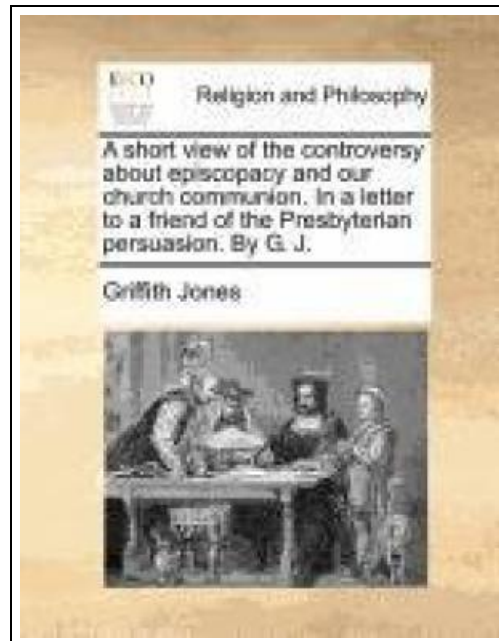 ECCO
Religion and Philosophy
A short view of the controversy
about episcopacy and our
church communion. In a letter
to a friend of the Presbyterian
persuasion. By G. J.
Griffith Jones